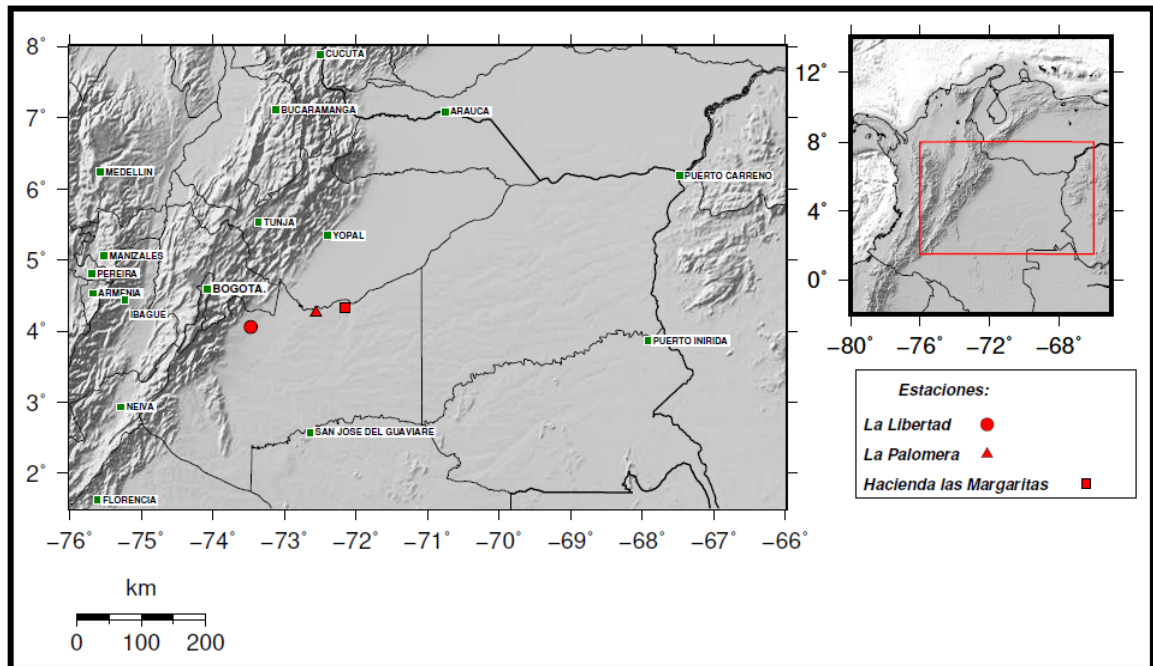 8°
7°
6°
5°
4°
3°
2°
−76°
−75°
−74°
−73°
−72°
−71°
−70°
−69°
−68°
−67°
−66°
CUCUTA
BUCARAMANGA
ARAUCA
MEDELLIN
PUERTO CARRENO
TUNJA
YOPAL
MANIZALES
PEREIRA
ARMENIA
IBAGUE
BOGOTA.
PUERTO INIRIDA
NEIVA
SAN JOSE DEL GUAVIARE
FLORENCIA
km
0 100 200
12°
8°
4°
0°
−80° −76° −72° −68°
Estaciones:
La Libertad
La Palomera
Hacienda las Margaritas